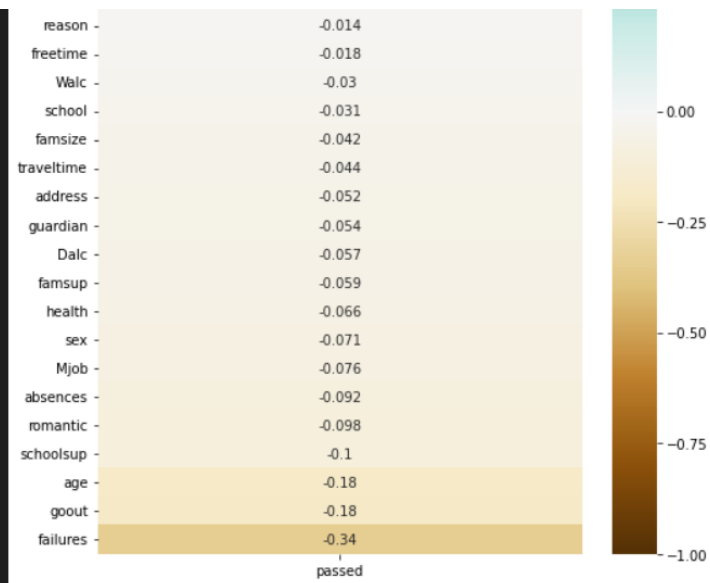 reason -0.014
freetime -0.018
Walc -0.03
school -0.031
famsize -0.042
traveltime -0.044
address -0.052
guardian -0.054
Dalc -0.057
famsup -0.059
health -0.066
sex -0.071
Mjob -0.076
absences -0.092
romantic -0.098
schoolsup -0.1
age -0.18
goout -0.18
failures -0.34
passed
0.00
−0.25
−0.50
−0.75
−1.00